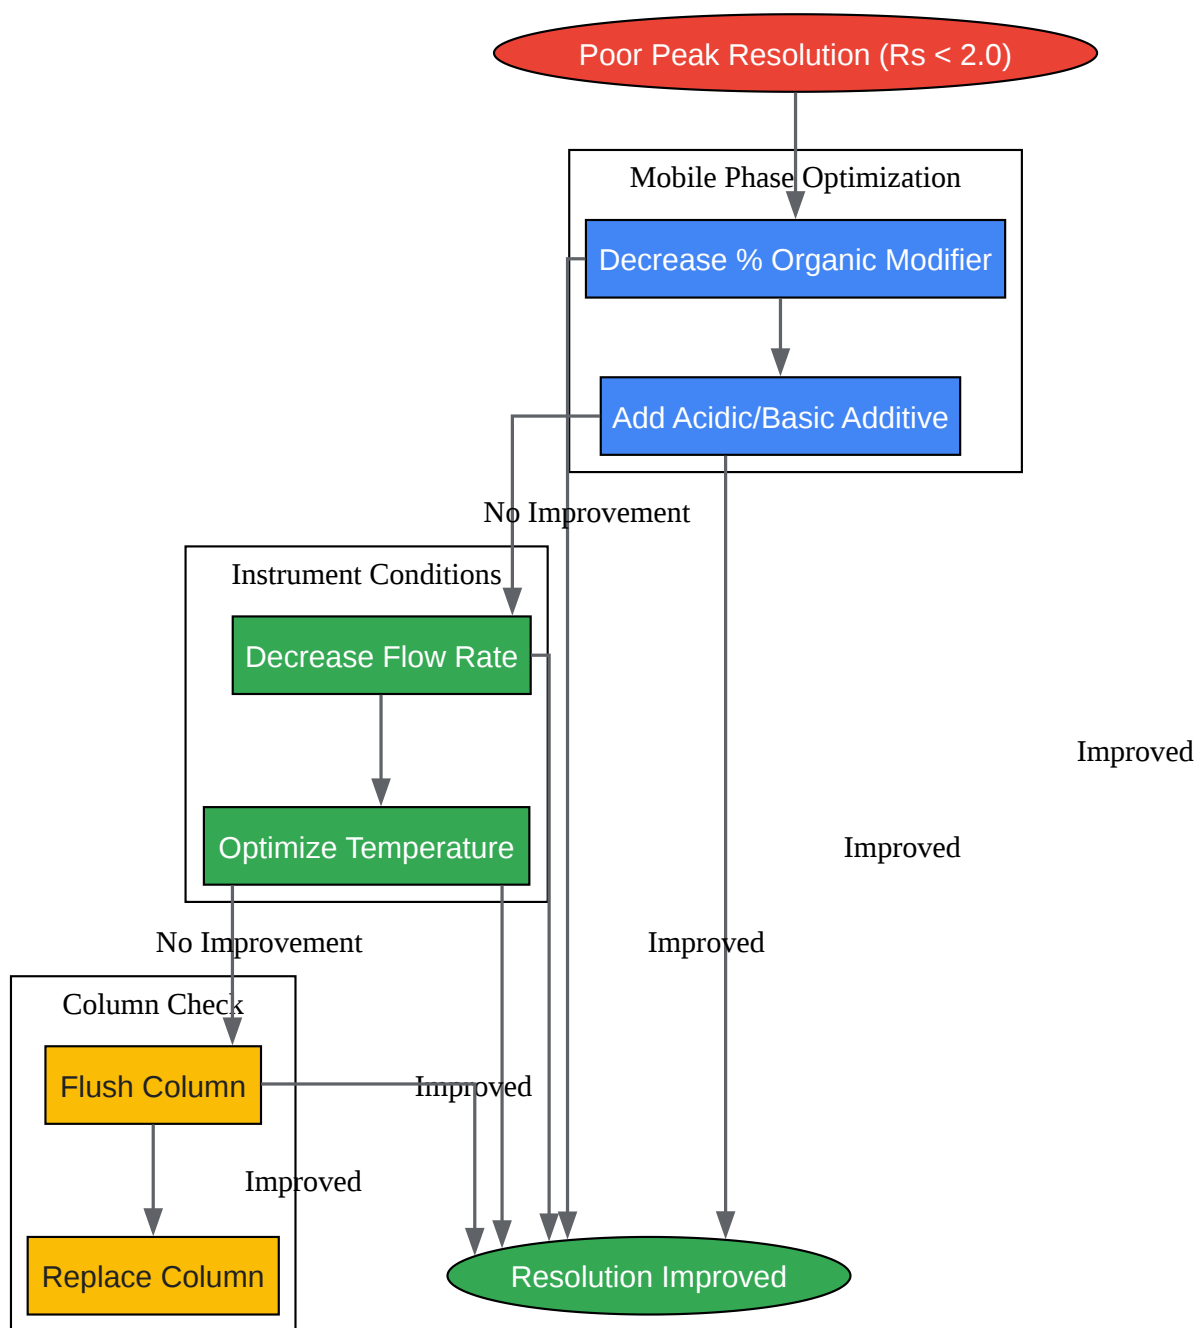 Poor Peak Resolution (Rs < 2.0)
Mobile Phase Optimization
Decrease % Organic Modifier
Add Acidic/Basic Additive
No Improvement
Instrument Conditions
Decrease Flow Rate
Improved
Optimize Temperature
Improved
No Improvement
Improved
Column Check
Flush Column
Improved
Improved
Replace Column
Resolution Improved